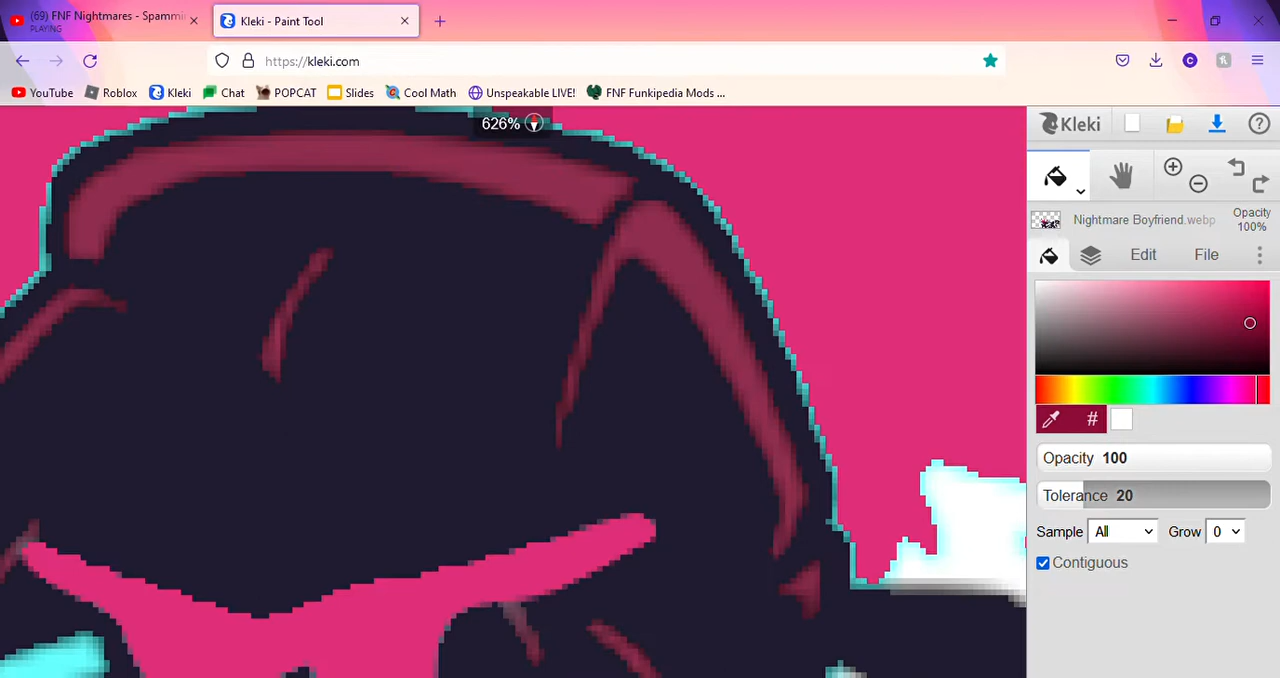 (69) FNF Nightmares - Spammi
PLAYING
Kleki - Paint Tool
https://kleki.com
YouTube Roblox Kleki Chat POPCAT Slides Cool Math Unspeakable LIVE! FNF Funkipedia Mods ...
626%
Kleki
Nightmare Boyfriend.webp
Opacity
100%
Edit File
#
Opacity 100
Tolerance 20
Sample All Grow 0
Contiguous